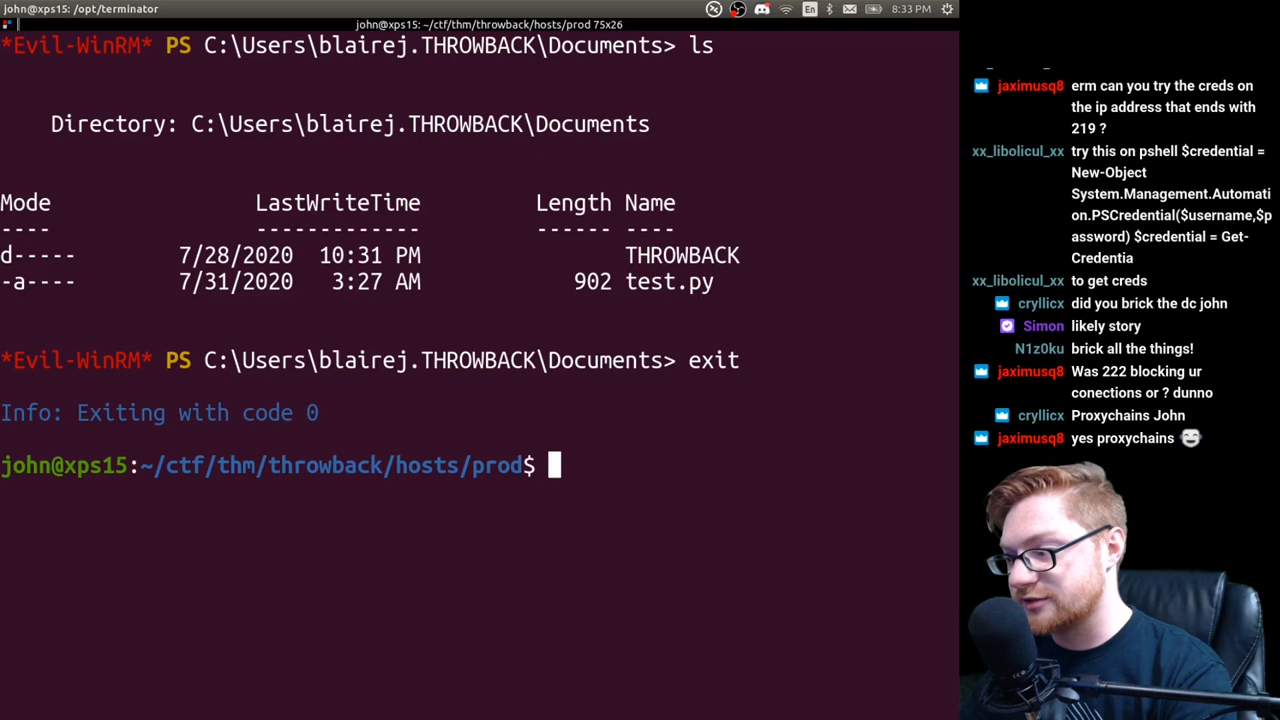 john@xps15: /opt/terminator
En
8:33 PM
john@xps15: ~/ctf/thm/throwback/hosts/prod 75x26
*Evil-WinRM* PS C:\Users\blairej.THROWBACK\Documents> ls
Directory: C:\Users\blairej.THROWBACK\Documents
Mode LastWriteTime Length Name
---- ------------- ------ ----
d----- 7/28/2020 10:31 PM THROWBACK
-a---- 7/31/2020 3:27 AM 902 test.py
*Evil-WinRM* PS C:\Users\blairej.THROWBACK\Documents> exit
Info: Exiting with code 0
john@xps15:~/ctf/thm/throwback/hosts/prod$
jaximusq8 erm can you try the creds on
the ip address that ends with
219 ?
xx_libolicul_xx try this on pshell $credential =
New-Object
System.Management.Automati
on.PSCredential($username,$p
assword) $credential = Get-
Credentia
xx_libolicul_xx to get creds
cryllicx did you brick the dc john
Simon likely story
N1z0ku brick all the things!
jaximusq8 Was 222 blocking ur
conections or ? dunno
cryllicx Proxychains John
jaximusq8 yes proxychains